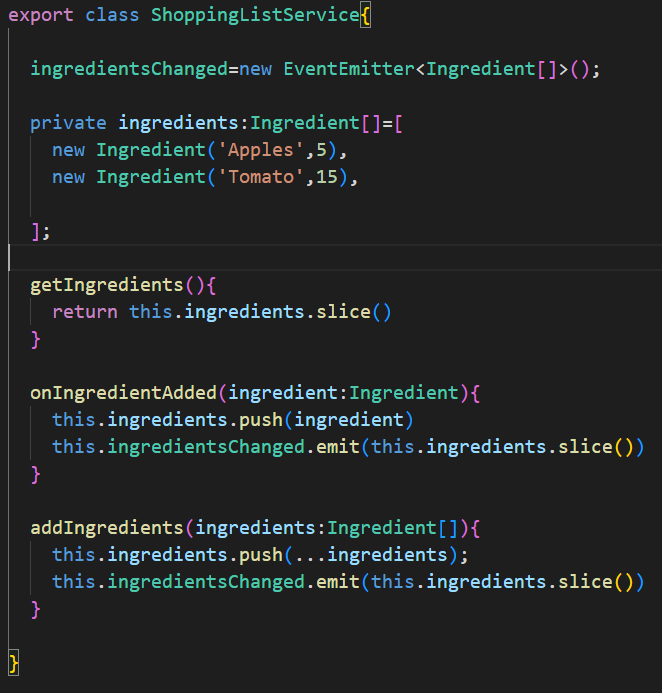 export class ShoppingListService{
ingredientsChanged=new EventEmitter<Ingredient[]>();
private ingredients:Ingredient[]=[
new Ingredient('Apples',5),
new Ingredient('Tomato',15),
];
getIngredients(){
return this.ingredients.slice()
}
onIngredientAdded(ingredient:Ingredient){
this.ingredients.push(ingredient)
this.ingredientsChanged.emit(this.ingredients.slice())
}
addIngredients(ingredients:Ingredient[]){
this.ingredients.push(...ingredients);
this.ingredientsChanged.emit(this.ingredients.slice())
}
}